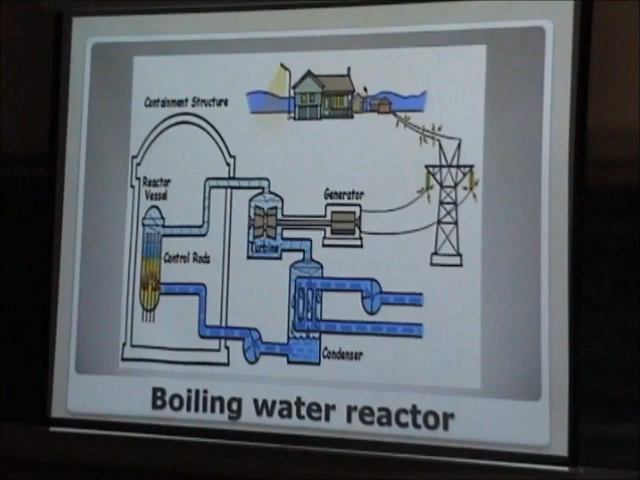 Containment Structure
Reactor
Vessel
Generator
Turbine
Control Rods
Condenser
Boiling water reactor